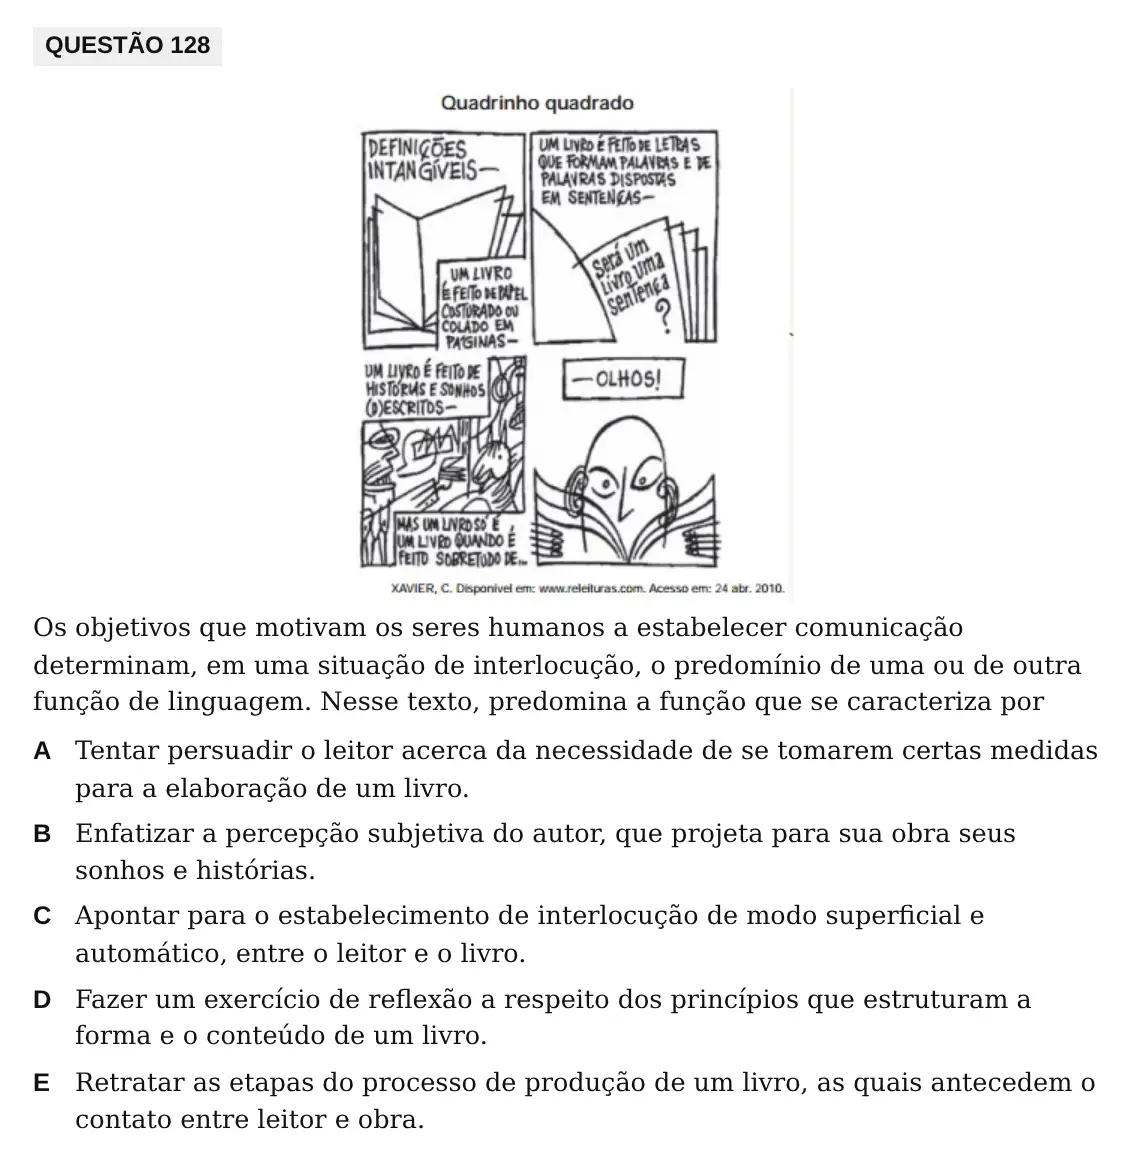 QUESTÃO 128
Quadrinho quadrado
DEFINIÇÕES
INTANGÍVEIS—
UM LIVRO
É FEITO DE PAPEL
COSTURADO OU
COLADO EM
PÁGINAS—
UM LIVRO É FEITO DE LETRAS
QUE FORMAM PALAVRAS E DE
PALAVRAS DISPOSTAS
EM SENTENÇAS—
Será um
livro uma
sentença
?
UM LIVRO É FEITO DE
HISTÓRIAS E SONHOS
(D)ESCRITOS—
MAS UM LIVRO SÓ É
UM LIVRO QUANDO É
FEITO SOBRETUDO DE...
— OLHOS!
XAVIER, C. Disponível em: www.releituras.com. Acesso em: 24 abr. 2010.
Os objetivos que motivam os seres humanos a estabelecer comunicação
determinam, em uma situação de interlocução, o predomínio de uma ou de outra
função de linguagem. Nesse texto, predomina a função que se caracteriza por
A Tentar persuadir o leitor acerca da necessidade de se tomarem certas medidas
para a elaboração de um livro.
B Enfatizar a percepção subjetiva do autor, que projeta para sua obra seus
sonhos e histórias.
C Apontar para o estabelecimento de interlocução de modo superficial e
automático, entre o leitor e o livro.
D Fazer um exercício de reflexão a respeito dos princípios que estruturam a
forma e o conteúdo de um livro.
E Retratar as etapas do processo de produção de um livro, as quais antecedem o
contato entre leitor e obra.